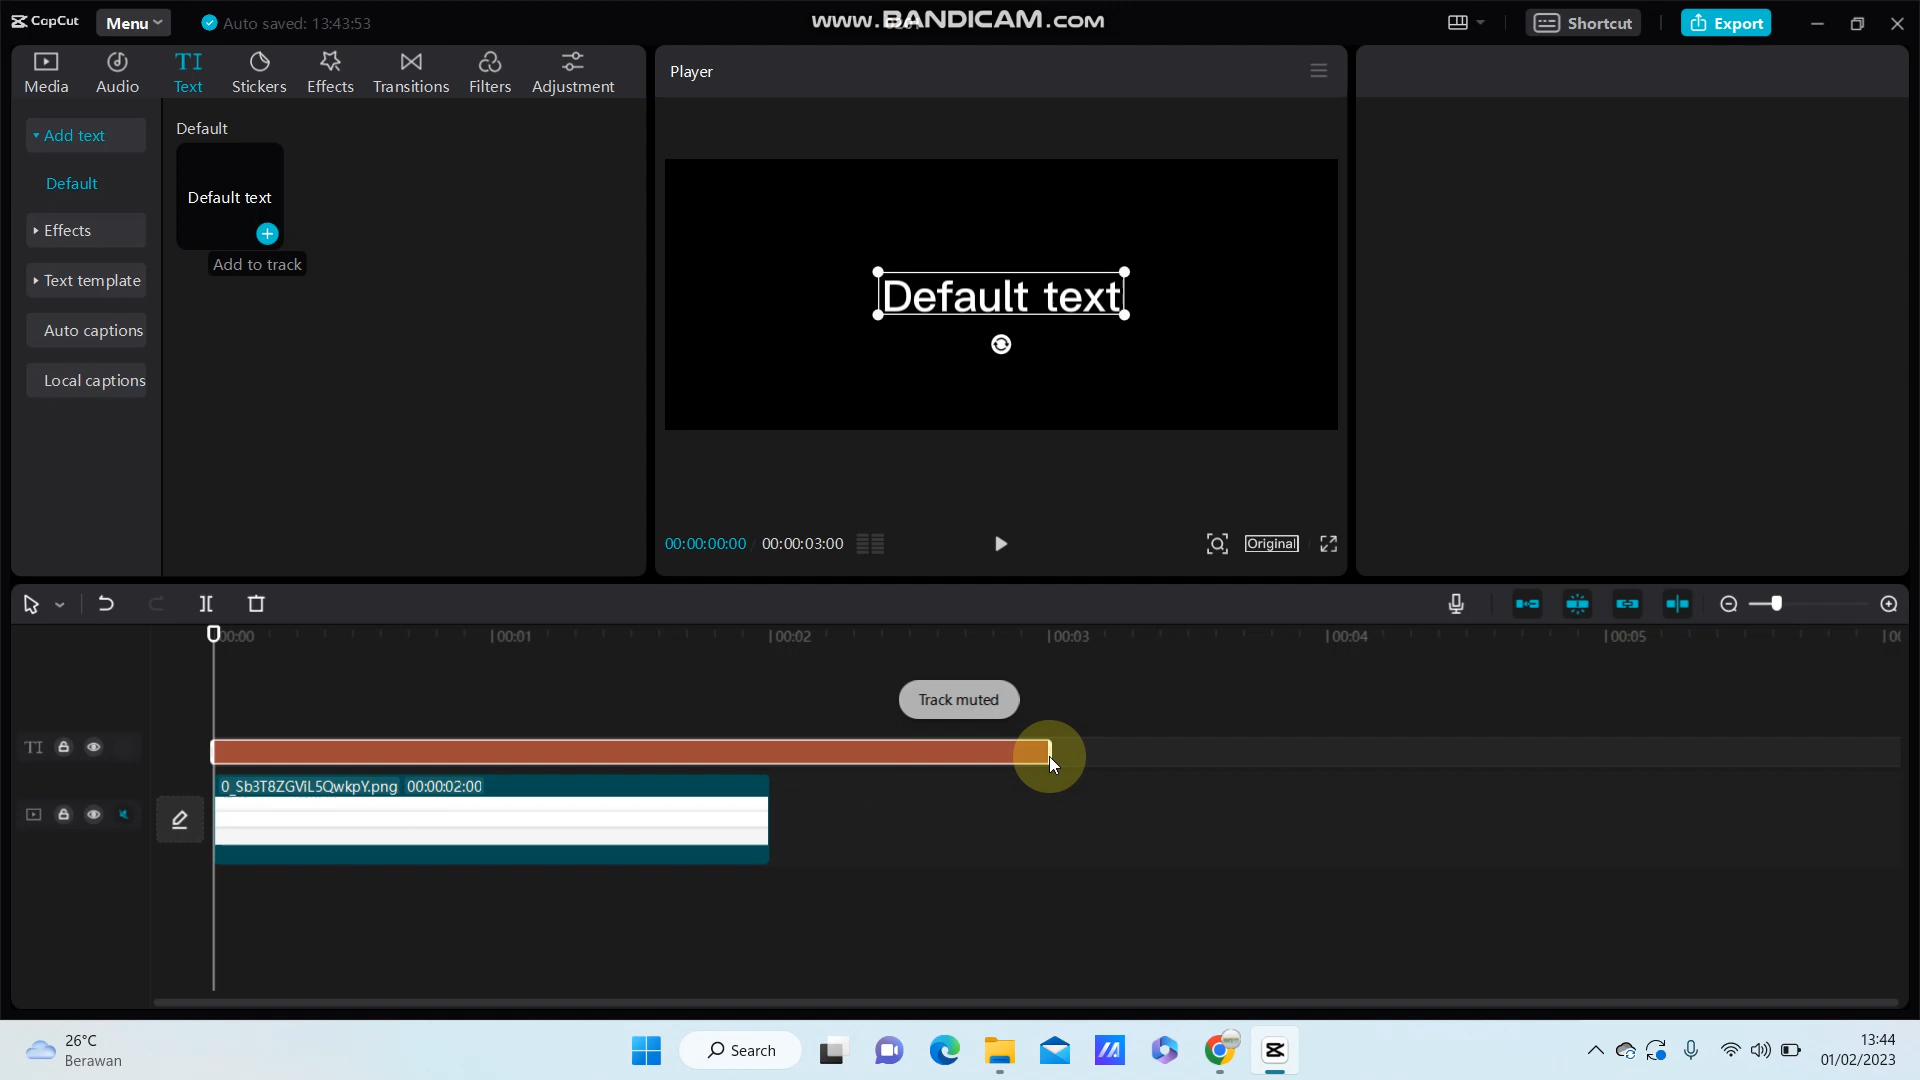 CapCut
Menu
Auto saved: 13:43:53
www.BANDICAM.com
Shortcut
Export
Media
Audio
TI
Text
Stickers
Effects
Transitions
Filters
Adjustment
Player
Add text
Default
Effects
Text template
Auto captions
Local captions
Default
Default text
Add to track
Default text
00:00:00:00
00:00:03:00
Original
00:00
00:01
00:02
00:03
00:04
00:05
Track muted
TI
0_Sb3T8ZGViL5QwkpY.png 00:00:02:00
26°C
Berawan
Search
13:44
01/02/2023